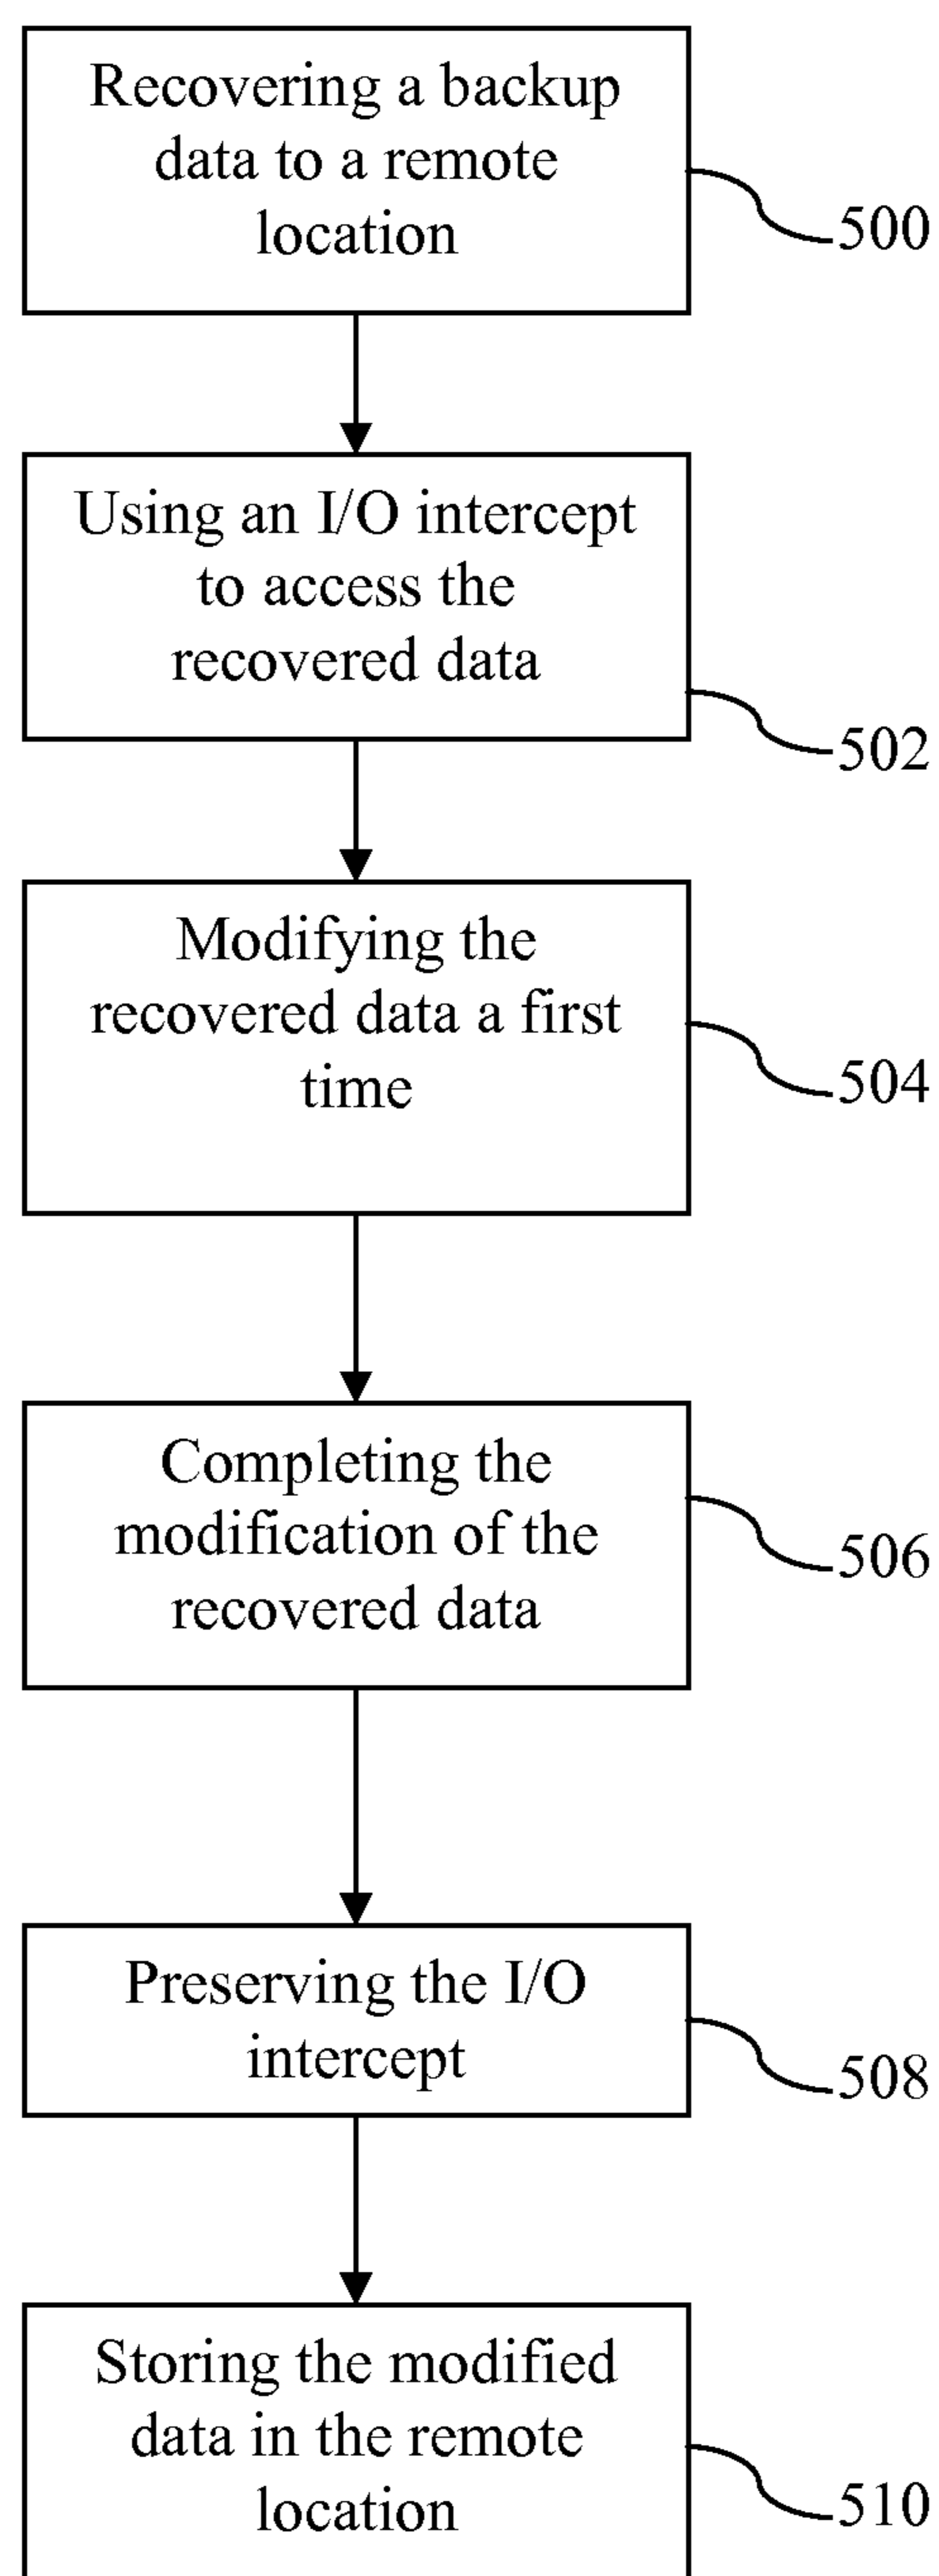 Recovering a backup
data to a remote
location
500
Using an I/O intercept
to access the
recovered data
502
Modifying the
recovered data a first
time
504
Completing the
modification of the
recovered data
506
Preserving the I/O
intercept
508
Storing the modified
data in the remote
location
510